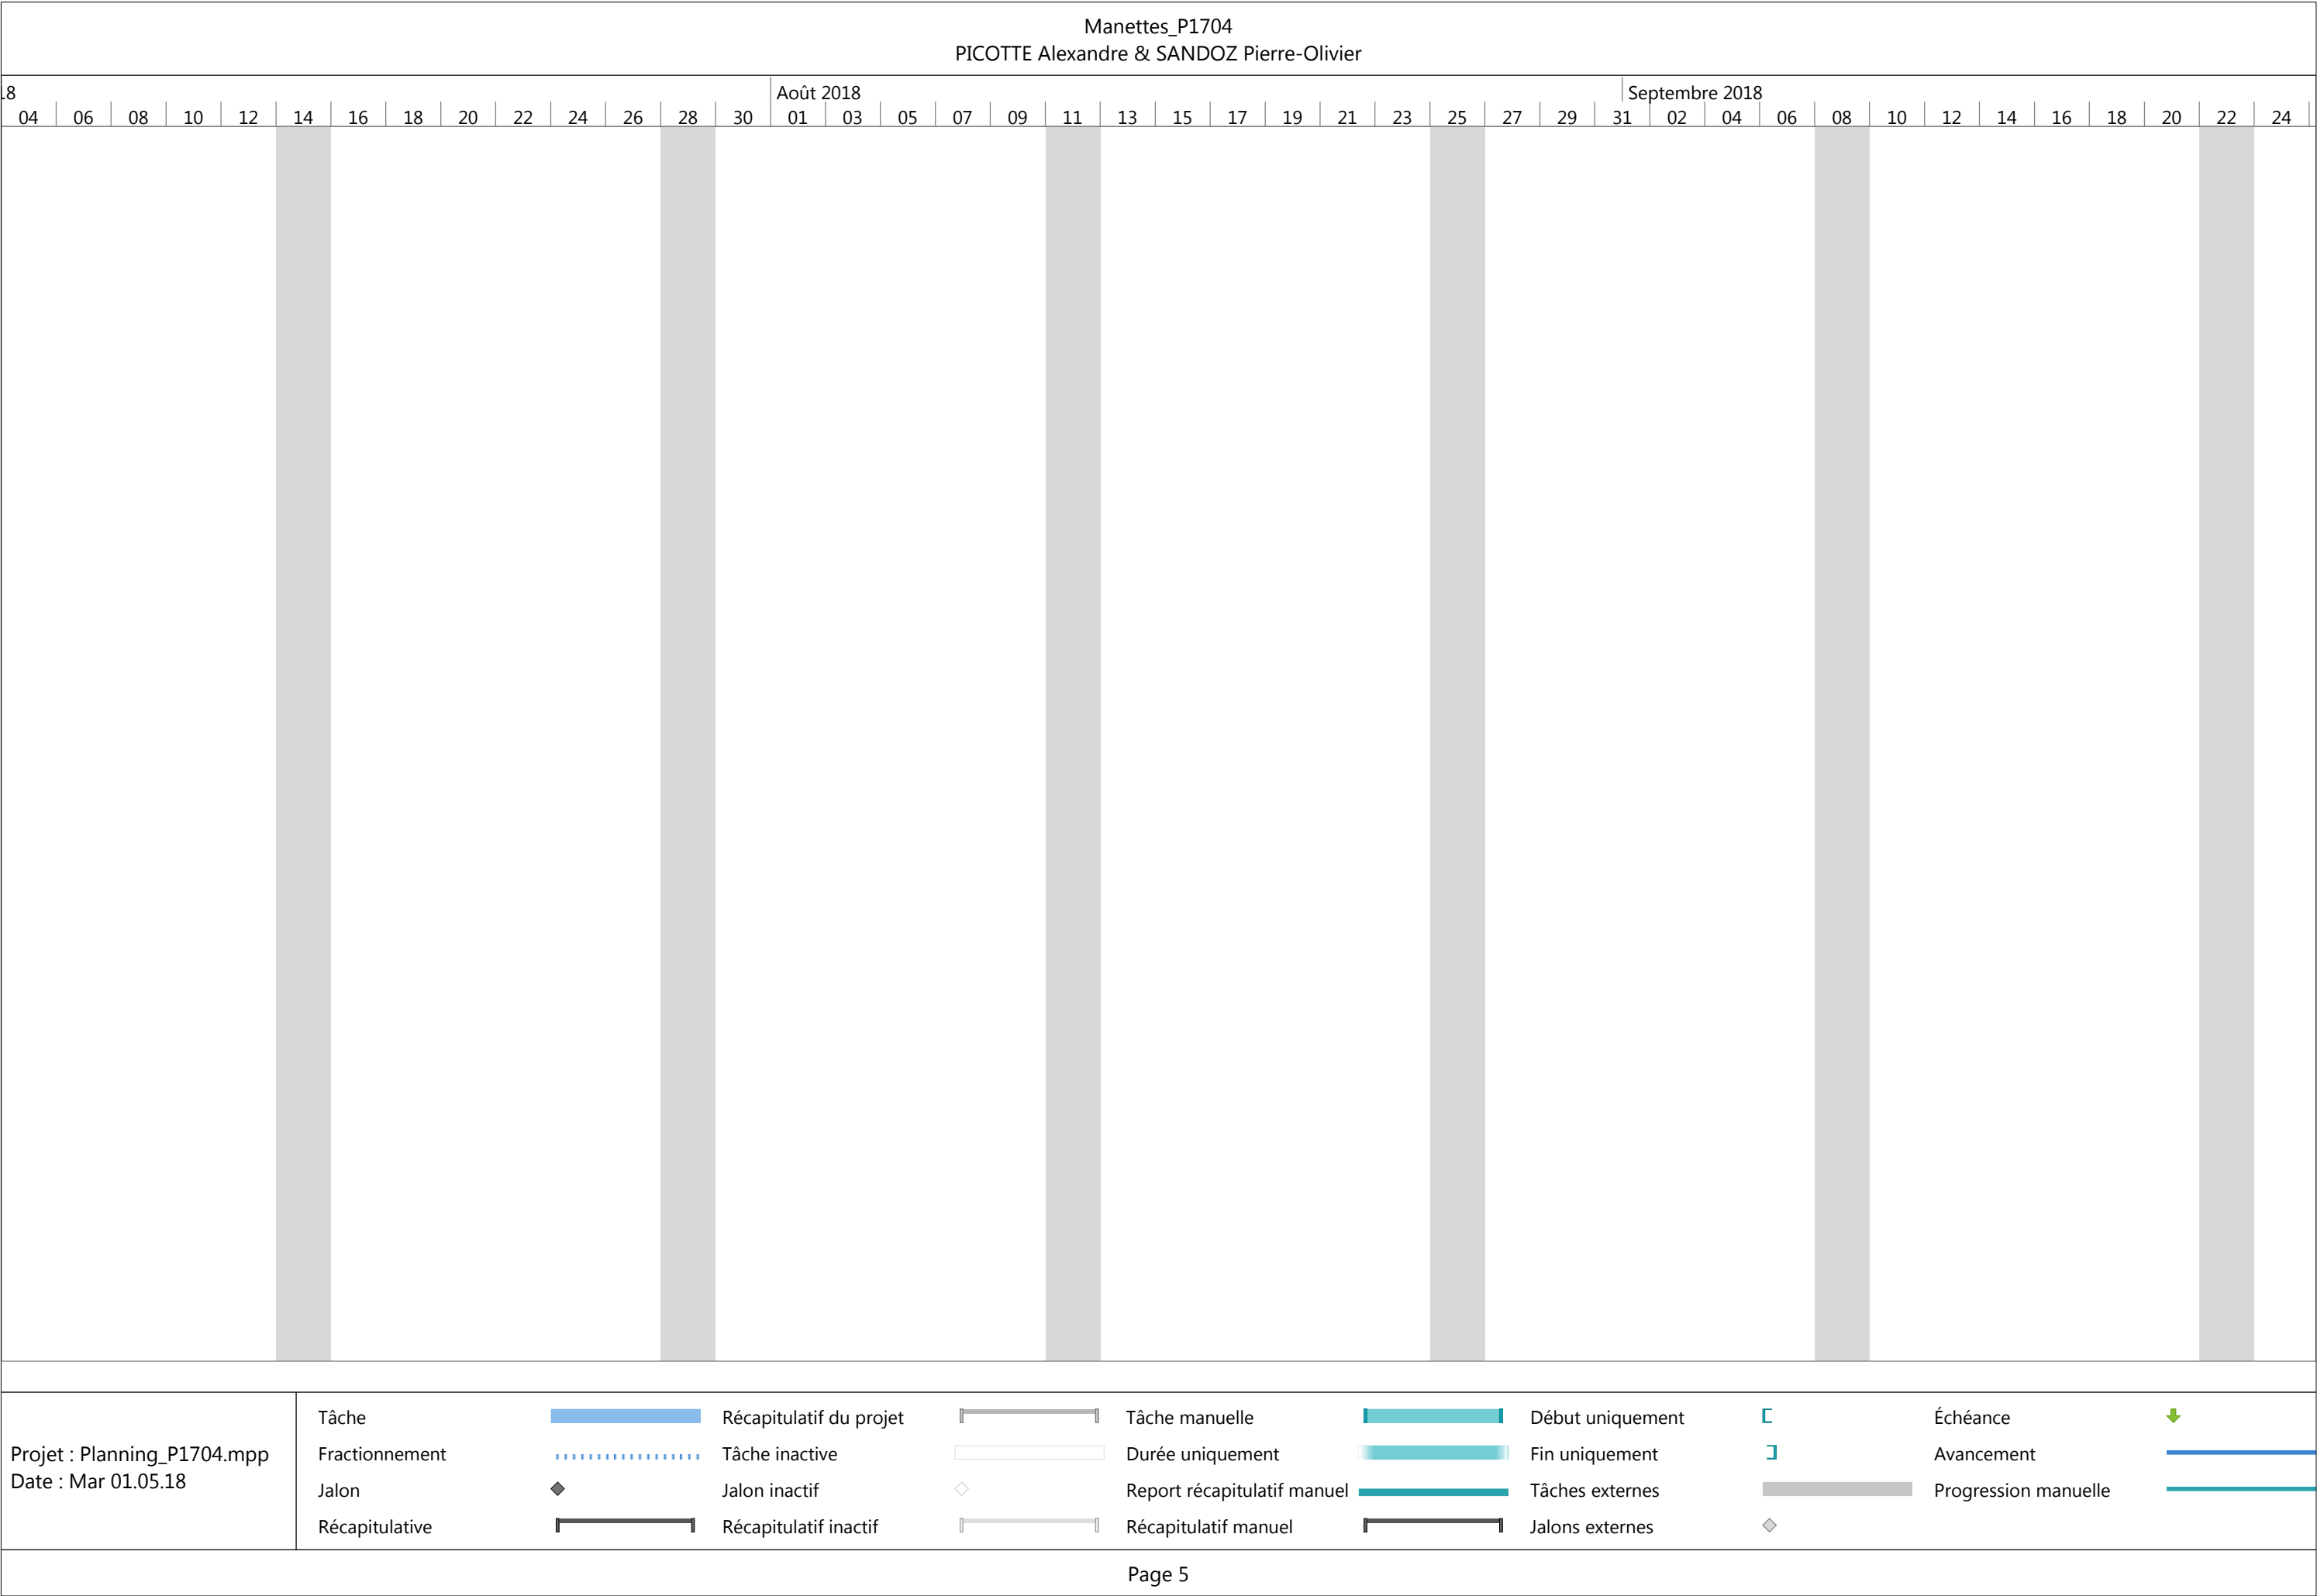 Manettes_P1704
PICOTTE Alexandre & SANDOZ Pierre-Olivier
18 Août 2018 Septembre 2018
04 06 08 10 12 14 16 18 20 22 24 26 28 30 01 03 05 07 09 11 13 15 17 19 21 23 25 27 29 31 02 04 06 08 10 12 14 16 18 20 22 24
Tâche Récapitulatif du projet Tâche manuelle Début uniquement Échéance
Projet : Planning_P1704.mpp Fractionnement Tâche inactive Durée uniquement Fin uniquement Avancement
Date : Mar 01.05.18 Jalon Jalon inactif Report récapitulatif manuel Tâches externes Progression manuelle
Récapitulative Récapitulatif inactif Récapitulatif manuel Jalons externes
Page 5